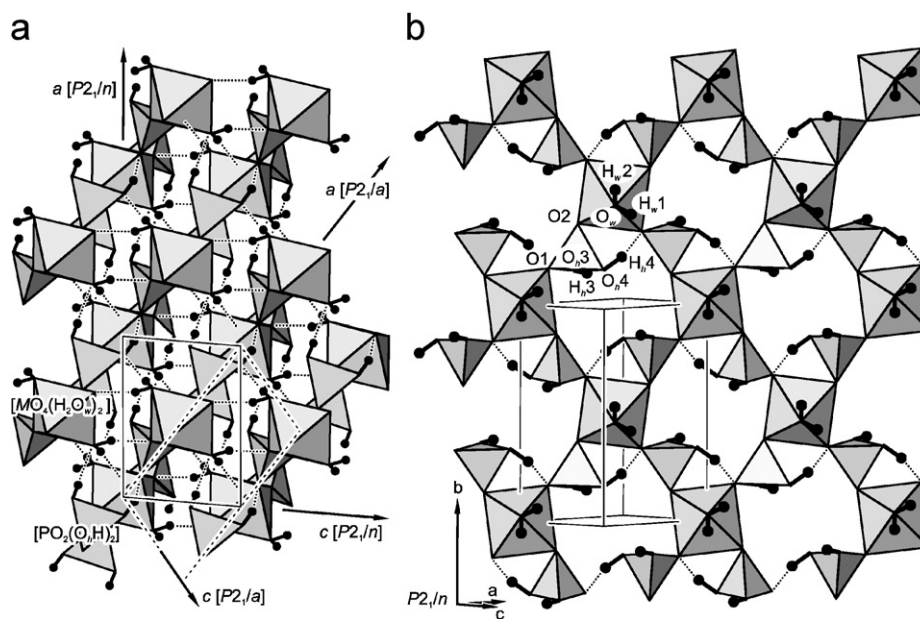 a
a [P2₁/n]
a [P2₁/a]
[MO₄(H₂O_w)₂]
[PO₂(O_hH)₂]
c [P2₁/n]
c [P2₁/a]
b
H_w2
H_w1
O2
O_w
O1
O_h3
H_h4
H_h3
O_h4
b
P2₁/n
a
c